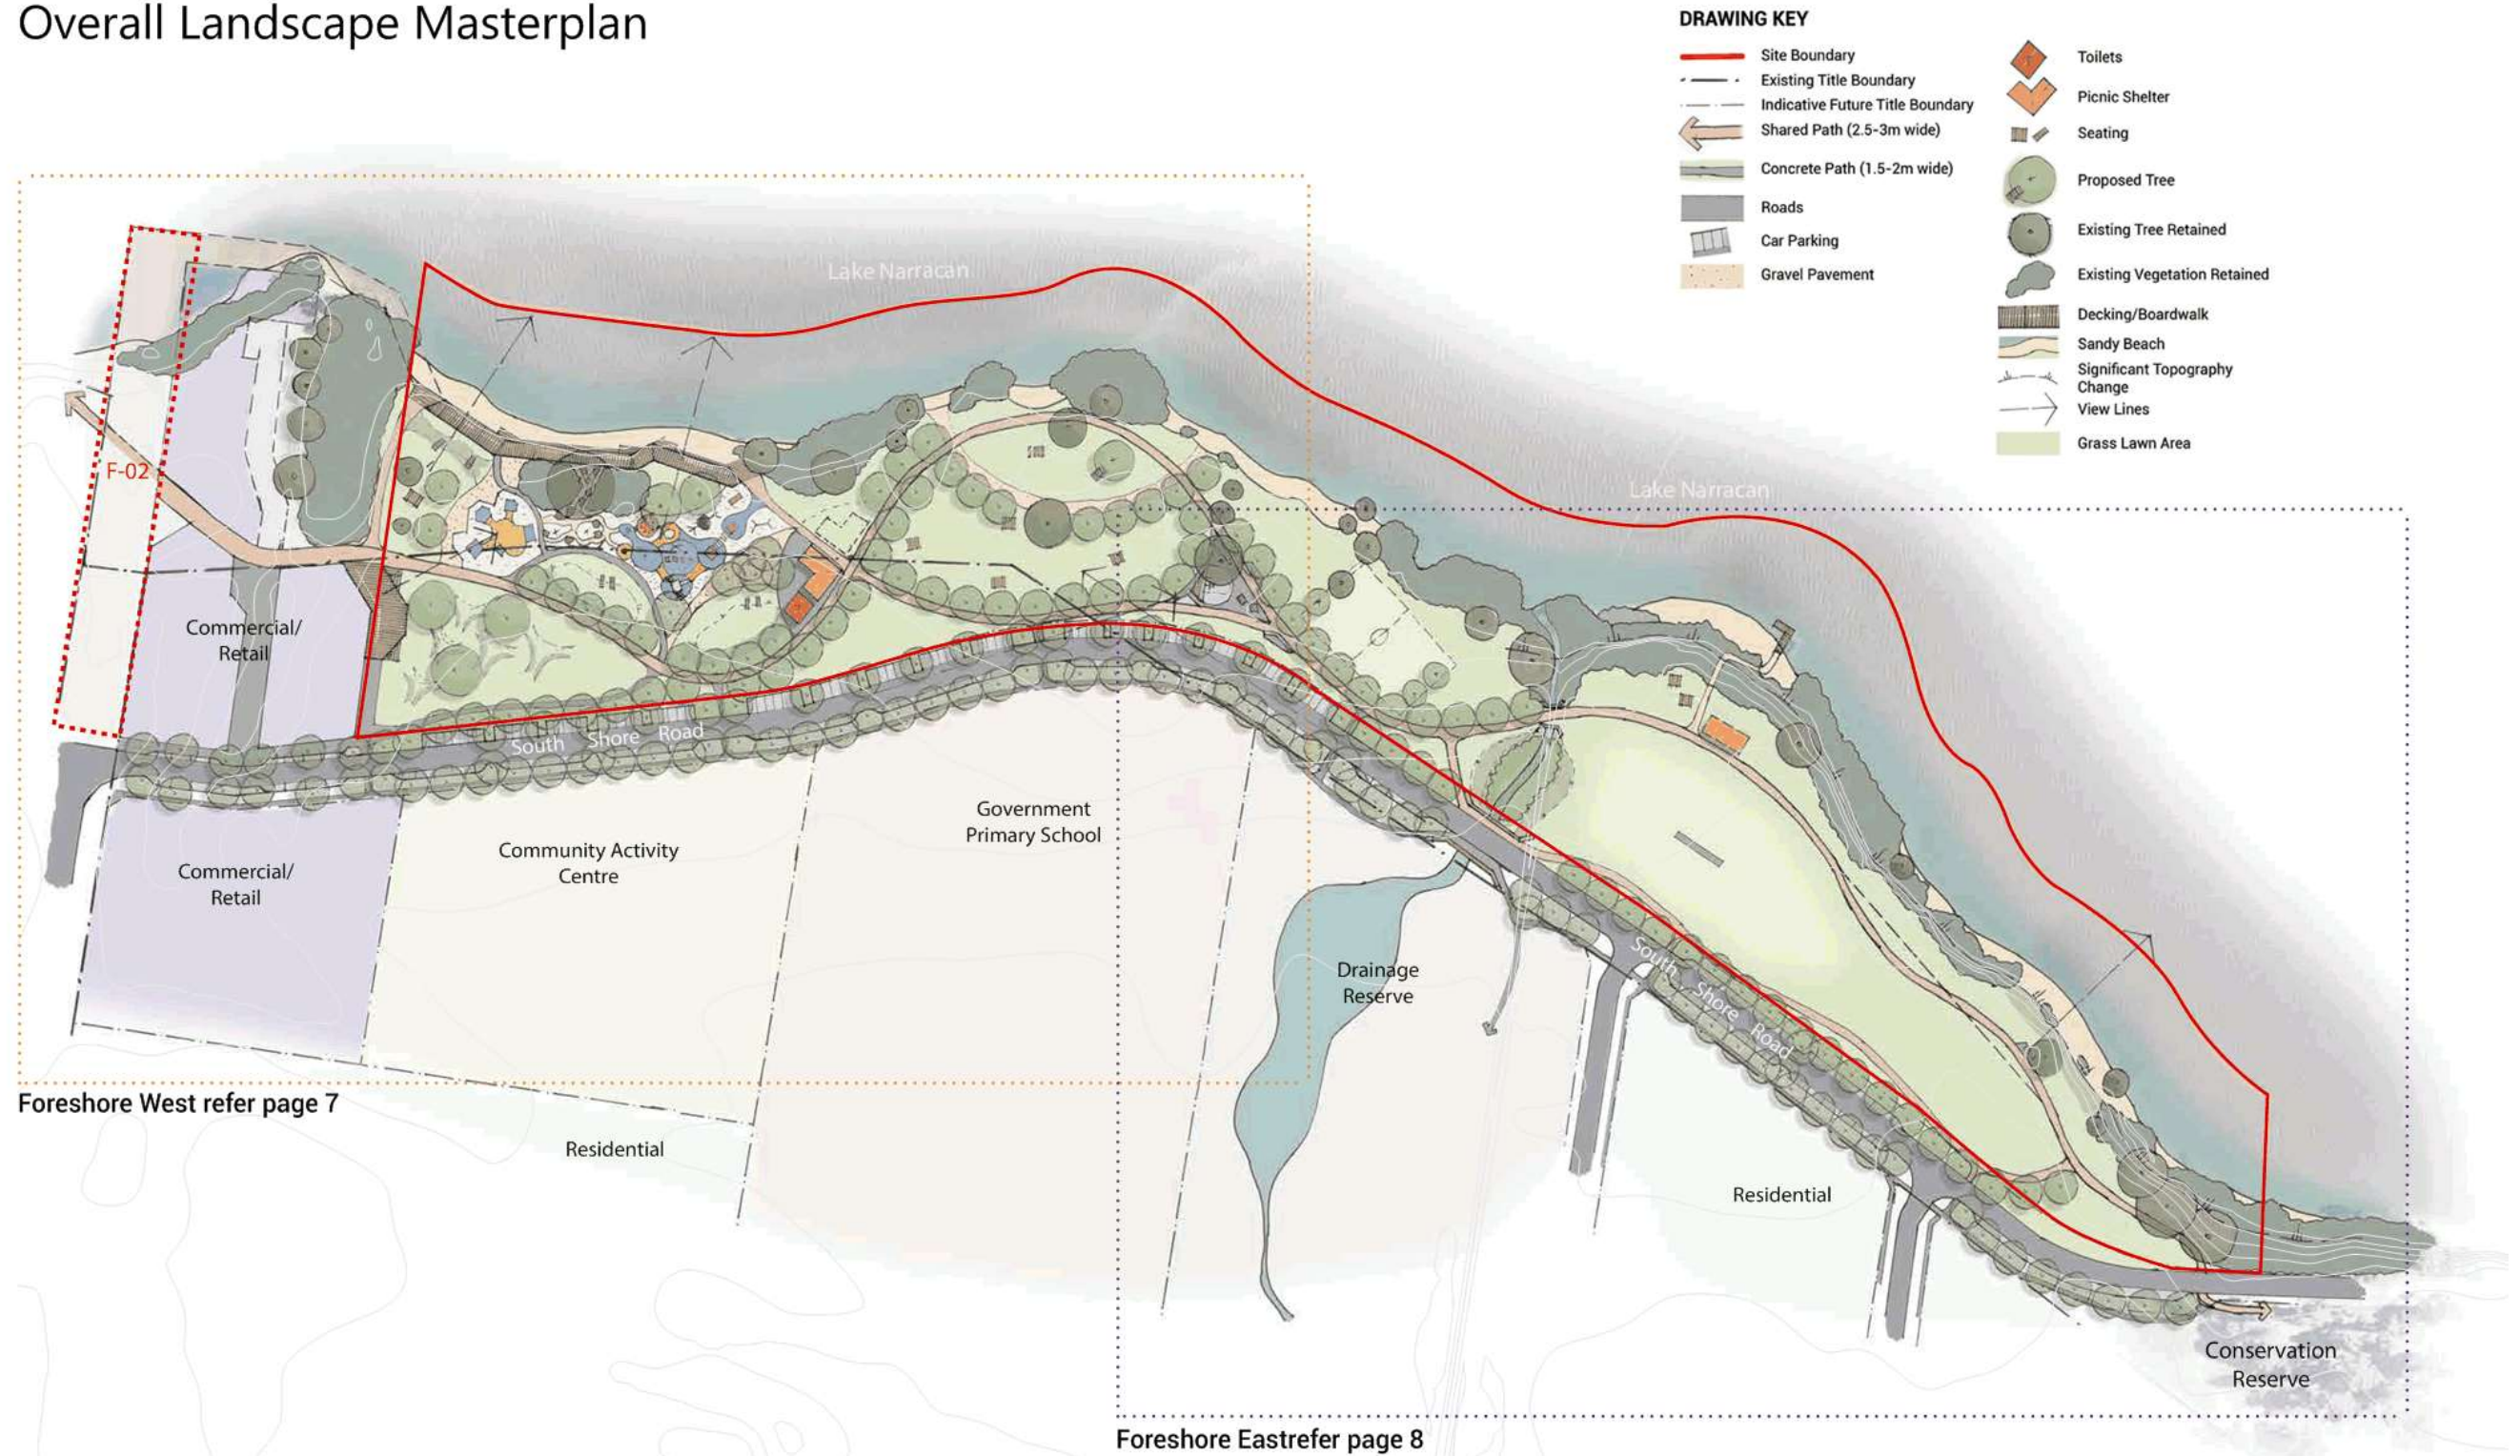 Overall Landscape Masterplan
DRAWING KEY
Site Boundary
Existing Title Boundary
Indicative Future Title Boundary
Shared Path (2.5-3m wide)
Concrete Path (1.5-2m wide)
Roads
Car Parking
Gravel Pavement
Toilets
Picnic Shelter
Seating
Proposed Tree
Existing Tree Retained
Existing Vegetation Retained
Decking/Boardwalk
Sandy Beach
Significant Topography
Change
View Lines
Grass Lawn Area
Lake Narracan
Lake Narracan
F-02
Commercial/
Retail
South Shore Road
Commercial/
Retail
Community Activity
Centre
Government
Primary School
Drainage
Reserve
South Shore Road
Foreshore West refer page 7
Residential
Residential
Conservation
Reserve
Foreshore Eastrefer page 8